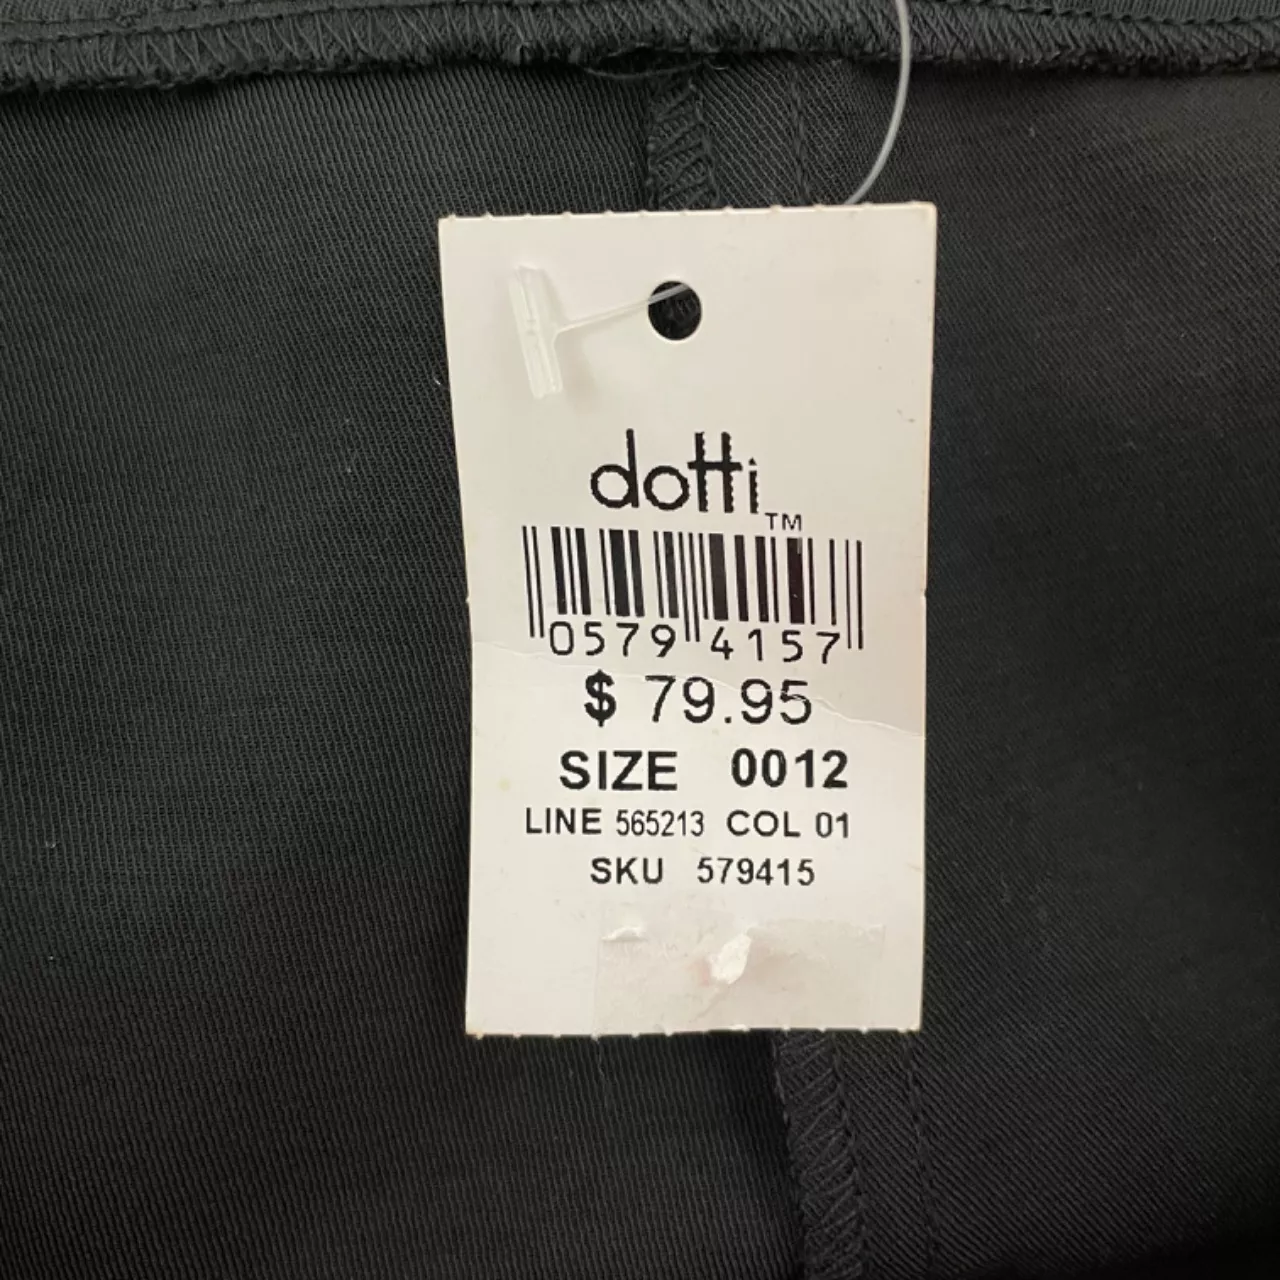 dotti TM
0579 4157
$ 79.95
SIZE 0012
LINE 565213 COL 01
SKU 579415